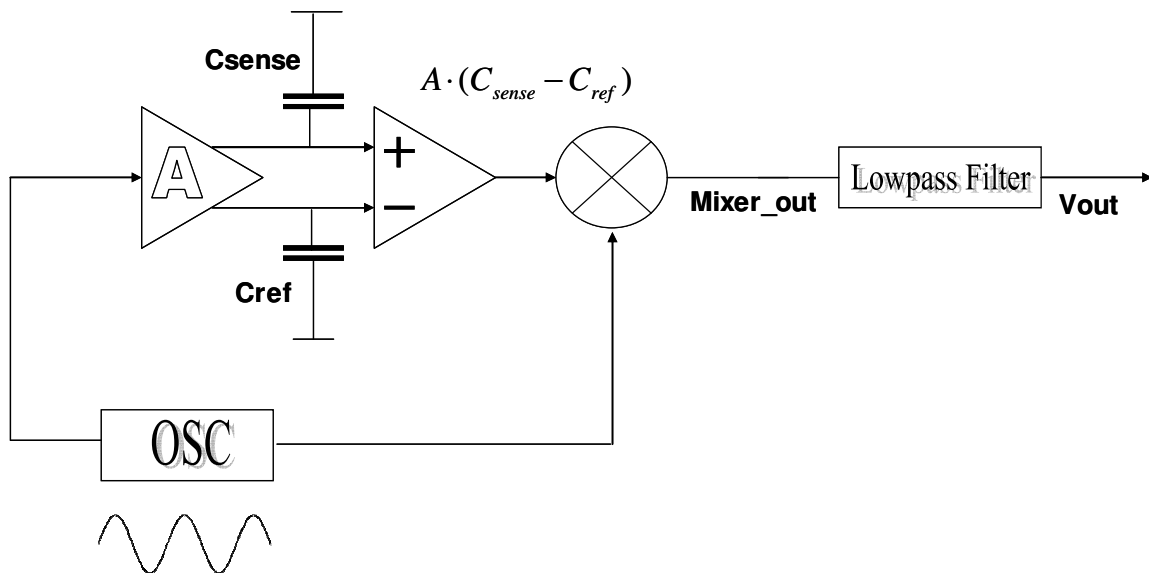 Csense
A·(Csense−Cref)
A
+
−
Mixer_out
Lowpass Filter
Vout
Cref
OSC